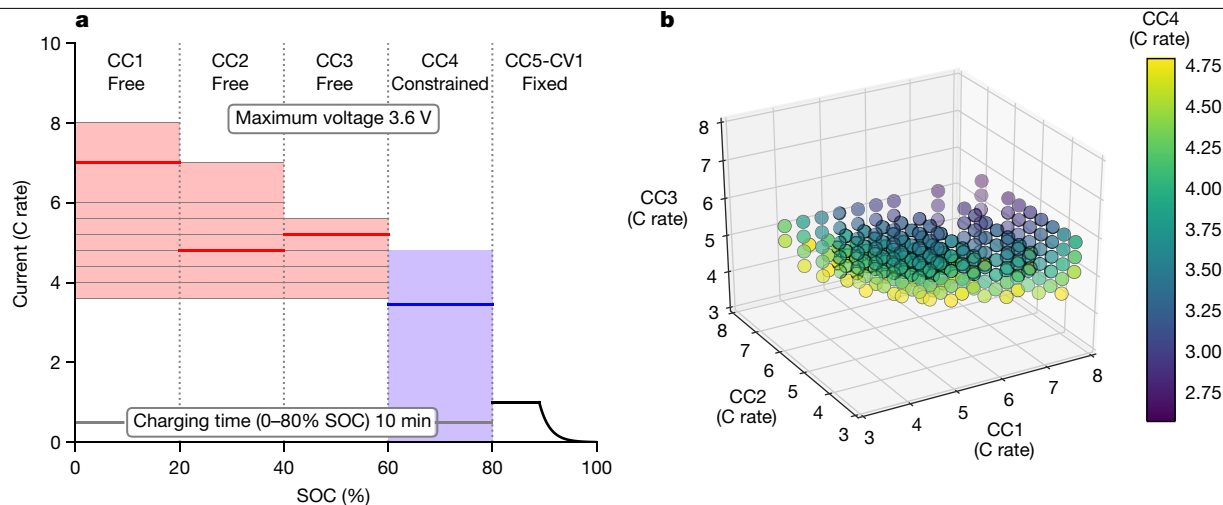 a
10
8
6
4
2
0
Current (C rate)
CC1
Free
CC2
Free
CC3
Free
CC4
Constrained
CC5-CV1
Fixed
Maximum voltage 3.6 V
Charging time (0–80% SOC) 10 min
0
20
40
60
80
100
SOC (%)
b
8
7
6
5
4
3
CC3
(C rate)
8
7
6
5
4
3
CC2
(C rate)
3
4
5
6
7
8
CC1
(C rate)
CC4
(C rate)
4.75
4.50
4.25
4.00
3.75
3.50
3.25
3.00
2.75